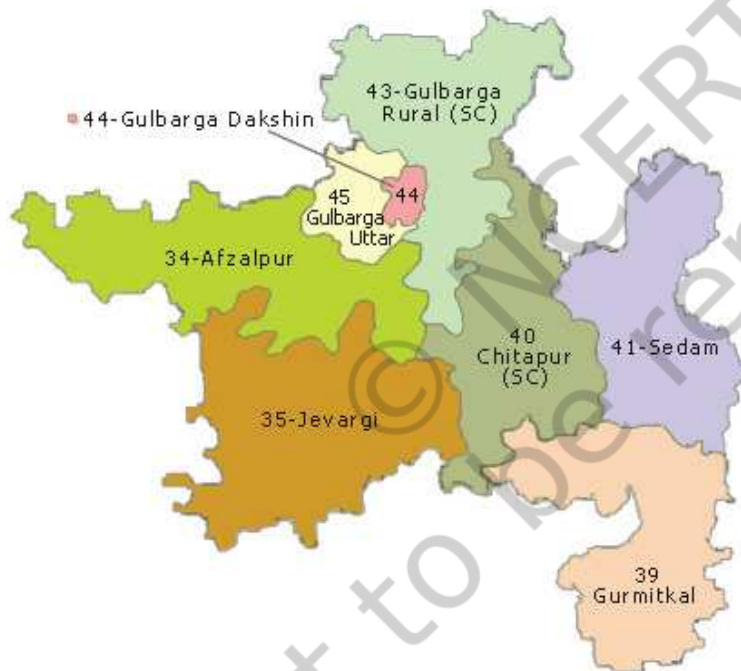 43-Gulbarga
Rural (SC)
44-Gulbarga Dakshin
45
Gulbarga
Uttar
44
34-Afzalpur
40
Chitapur
(SC)
41-Sedam
35-Jevargi
39
Gurmitkal
© NCERT
not to be re